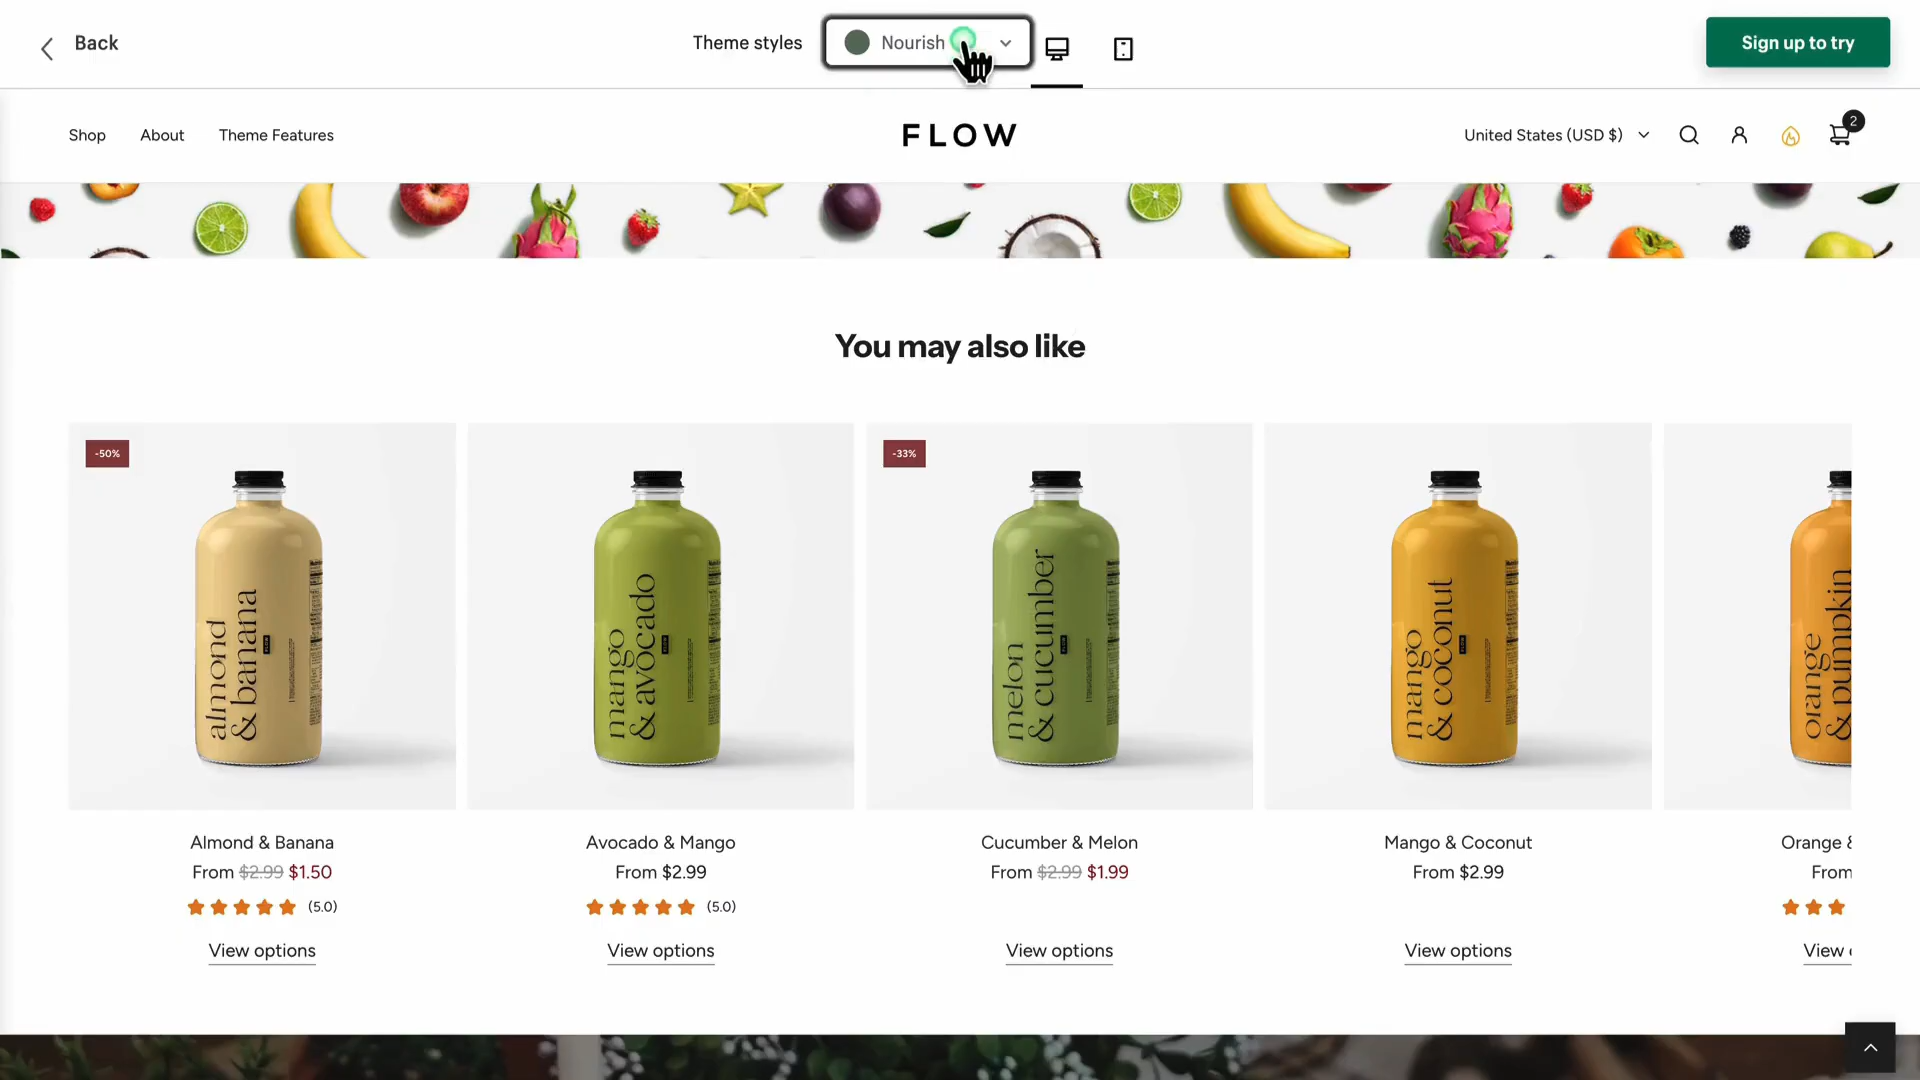 Back
Theme styles
Nourish
Sign up to try
Shop
About
Theme Features
FLOW
United States (USD $)
2
You may also like
-50%
-33%
almond
& banana
mango
& avocado
melon
& cucumber
mango
& coconut
orange
& pumpkin
Almond & Banana
Avocado & Mango
Cucumber & Melon
Mango & Coconut
Orange &
From $2.99 $1.50
From $2.99
From $2.99 $1.99
From $2.99
From
(5.0)
(5.0)
View options
View options
View options
View options
View